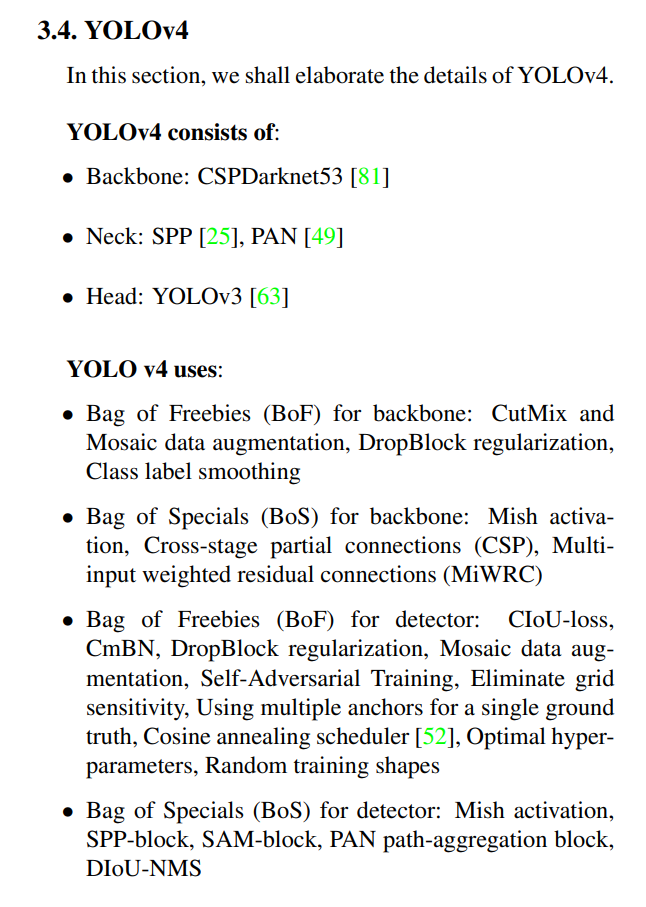 3.4. YOLOv4
In this section, we shall elaborate the details of YOLOv4.
YOLOv4 consists of:
• Backbone: CSPDarknet53 [81]
• Neck: SPP [25], PAN [49]
• Head: YOLOv3 [63]
YOLO v4 uses:
• Bag of Freebies (BoF) for backbone: CutMix and
Mosaic data augmentation, DropBlock regularization,
Class label smoothing
• Bag of Specials (BoS) for backbone: Mish activa-
tion, Cross-stage partial connections (CSP), Multi-
input weighted residual connections (MiWRC)
• Bag of Freebies (BoF) for detector: CIoU-loss,
CmBN, DropBlock regularization, Mosaic data aug-
mentation, Self-Adversarial Training, Eliminate grid
sensitivity, Using multiple anchors for a single ground
truth, Cosine annealing scheduler [52], Optimal hyper-
parameters, Random training shapes
• Bag of Specials (BoS) for detector: Mish activation,
SPP-block, SAM-block, PAN path-aggregation block,
DIoU-NMS